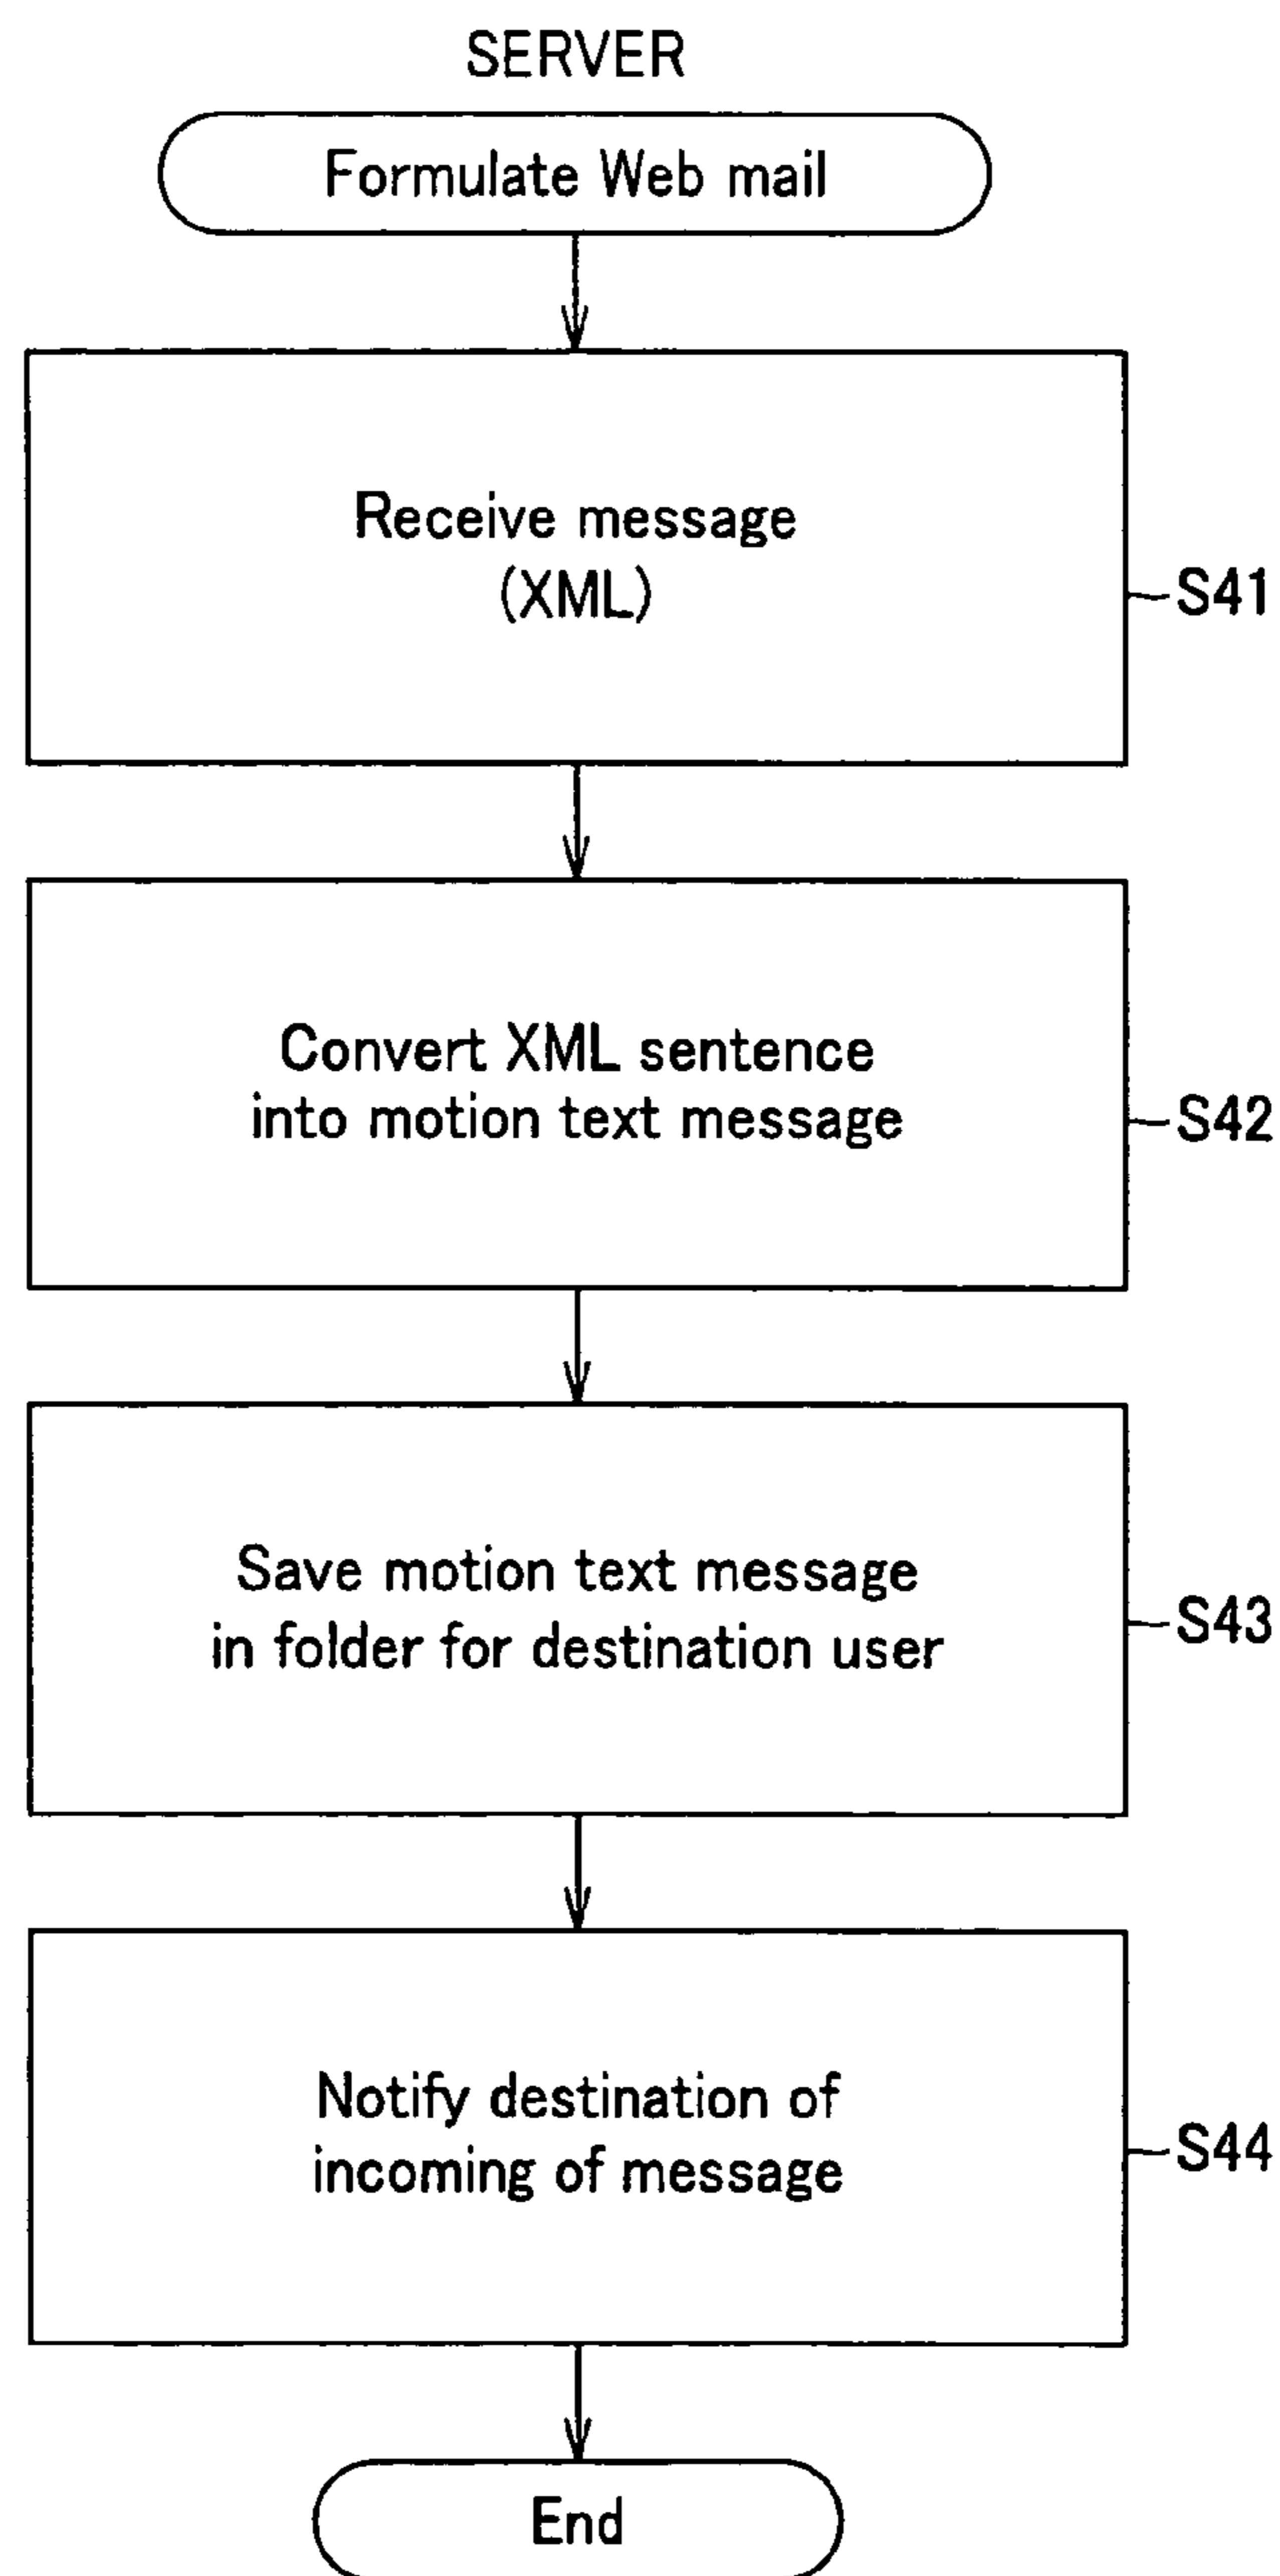 SERVER
Formulate Web mail
Receive message
(XML)
S41
Convert XML sentence
into motion text message
S42
Save motion text message
in folder for destination user
S43
Notify destination of
incoming of message
S44
End